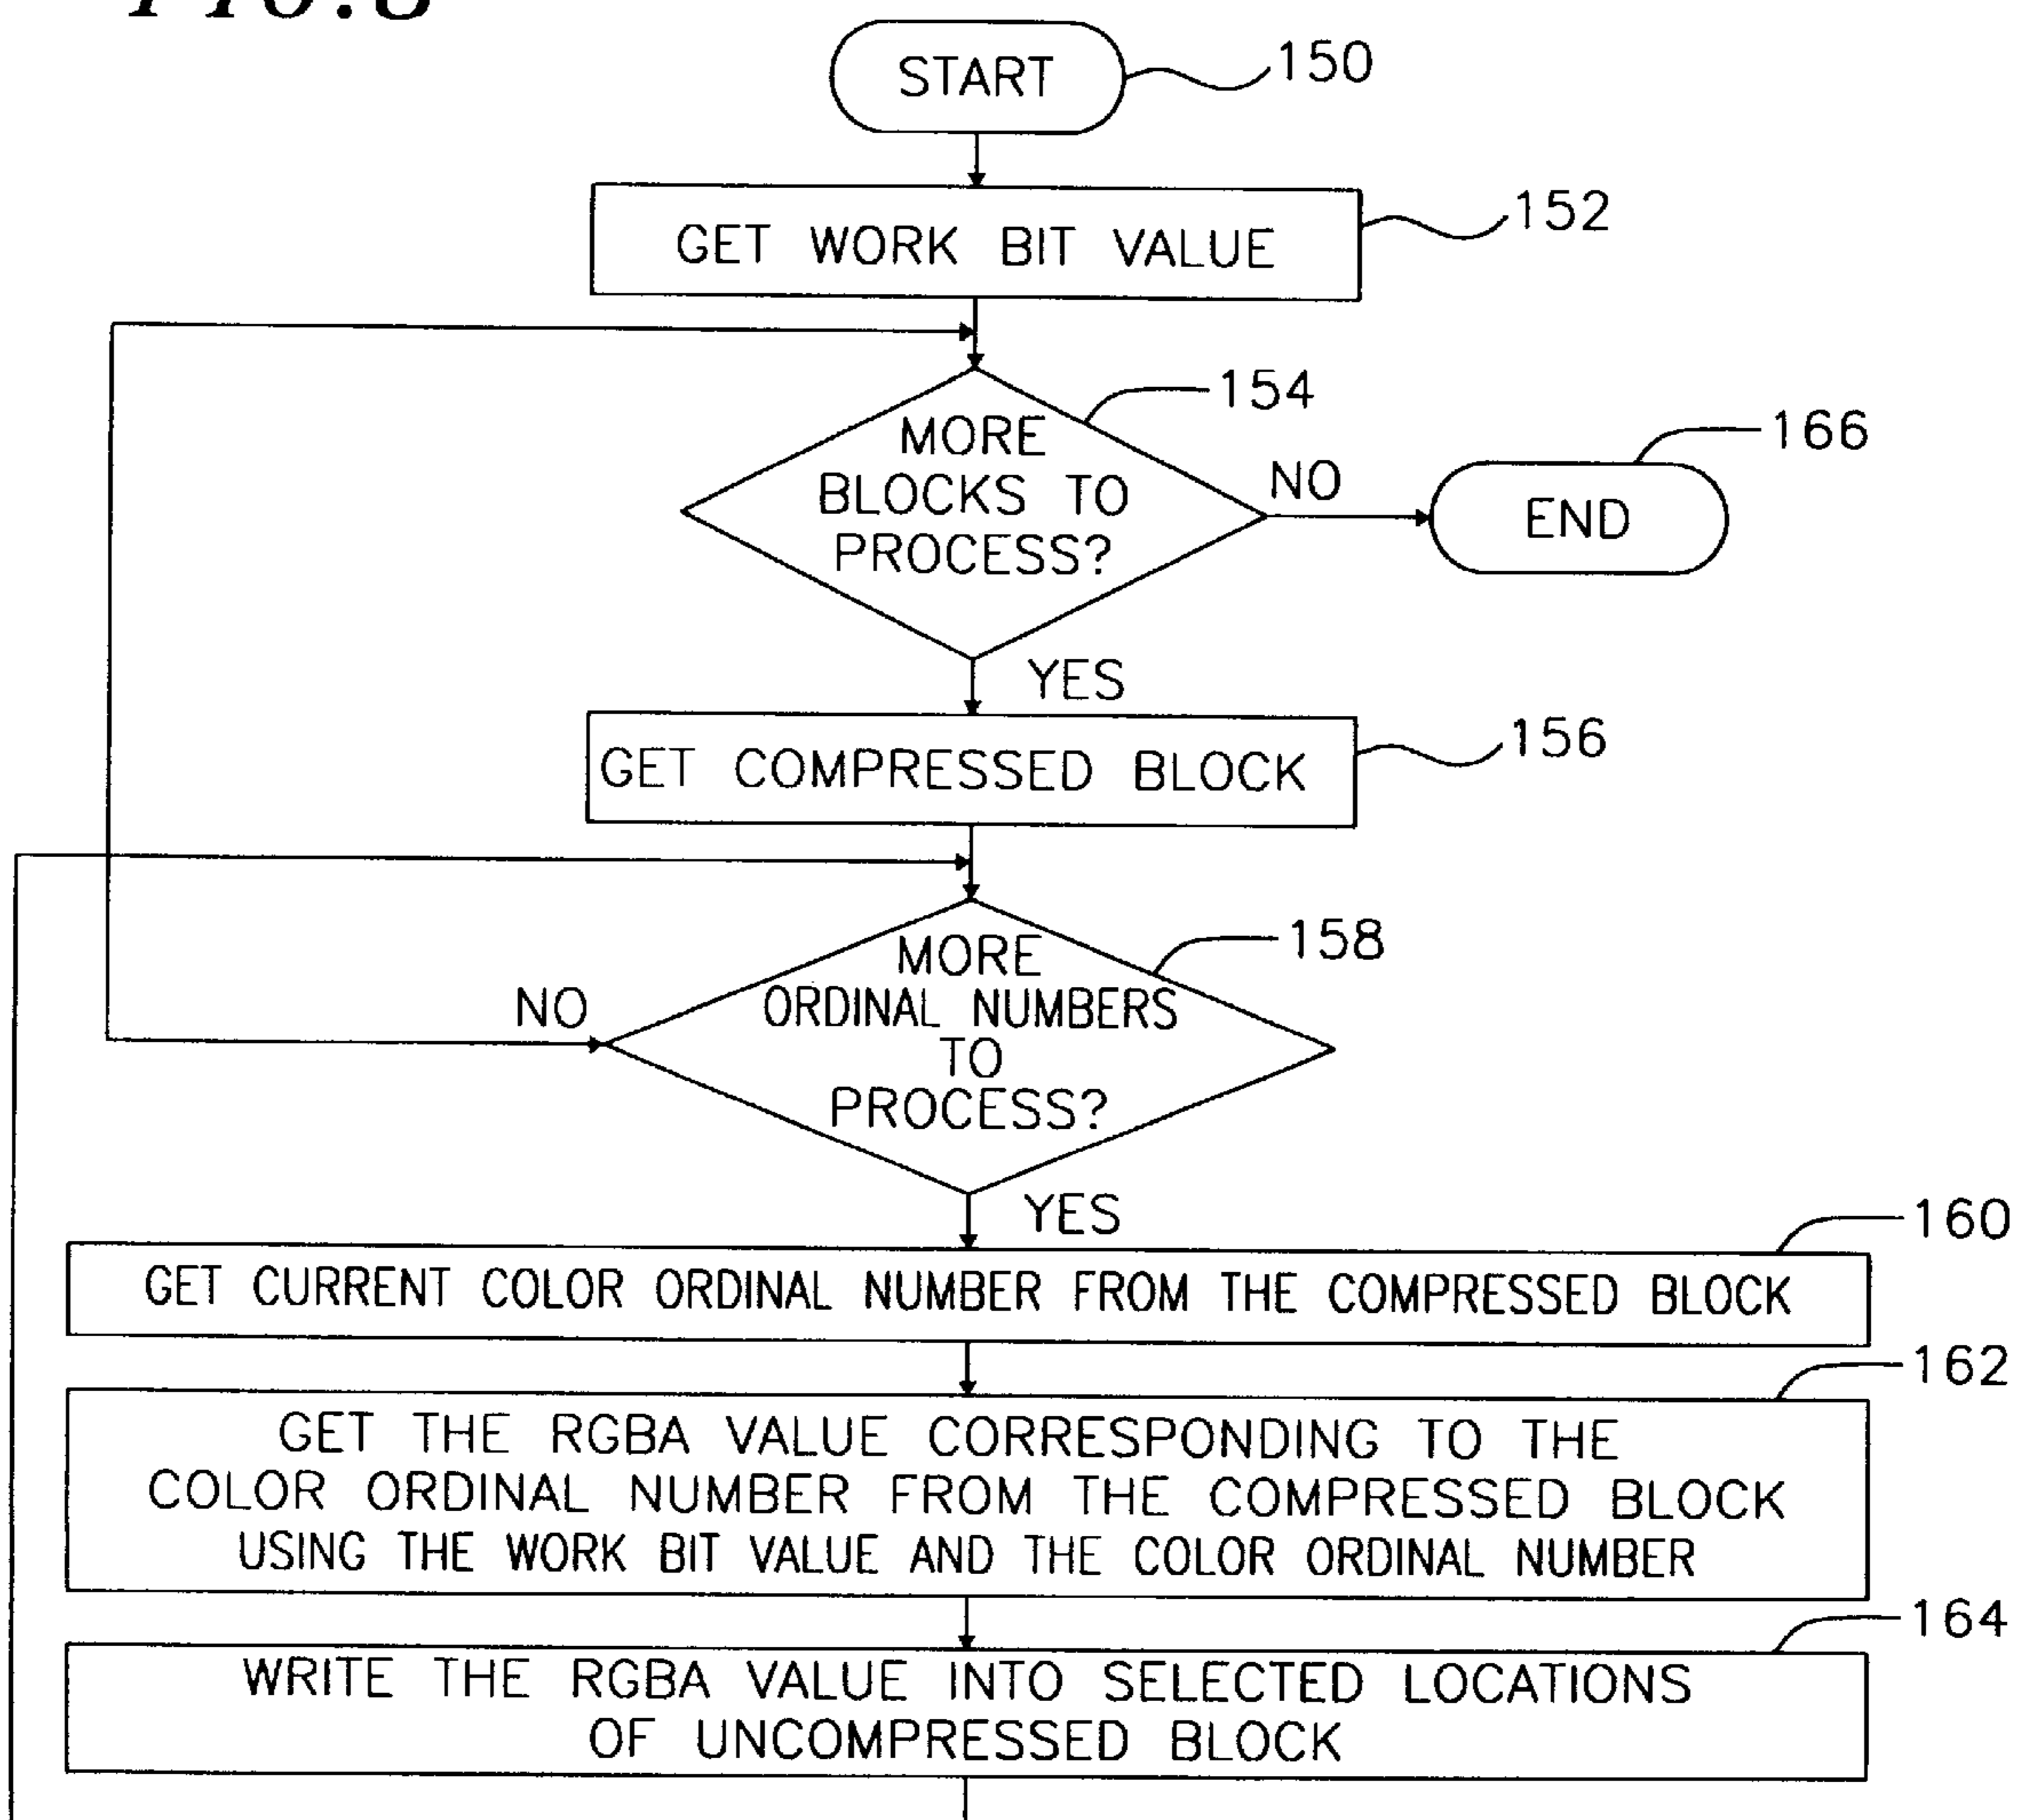 START
150
GET WORK BIT VALUE
152
154
MORE
BLOCKS TO
PROCESS?
NO
166
END
YES
GET COMPRESSED BLOCK
156
158
MORE
ORDINAL NUMBERS
TO
PROCESS?
NO
YES
160
GET CURRENT COLOR ORDINAL NUMBER FROM THE COMPRESSED BLOCK
162
GET THE RGBA VALUE CORRESPONDING TO THE
COLOR ORDINAL NUMBER FROM THE COMPRESSED BLOCK
USING THE WORK BIT VALUE AND THE COLOR ORDINAL NUMBER
164
WRITE THE RGBA VALUE INTO SELECTED LOCATIONS
OF UNCOMPRESSED BLOCK